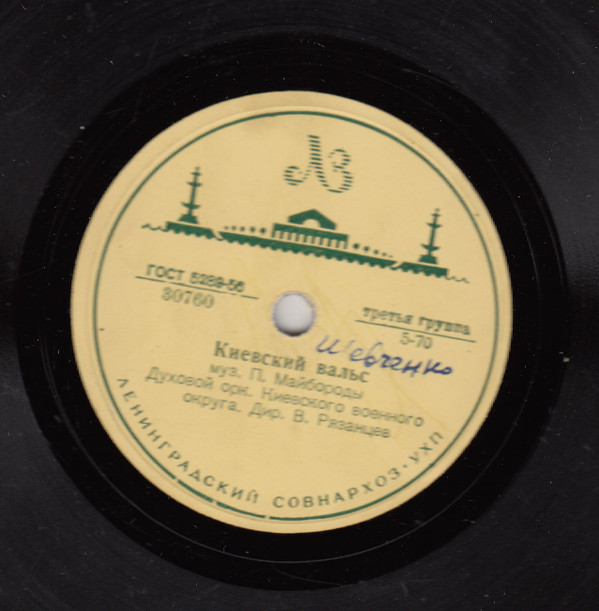 ЛЗ
ГОСТ 5289-56
30760
третья группа
5-70
Шевченко
Киевский вальс
муз. П. Майбороды
Духовой орк. Киевского военного
округа. Дир. В. Рязанцев
ЛЕНИНГРАДСКИЙ СОВНАРХОЗ·УХП